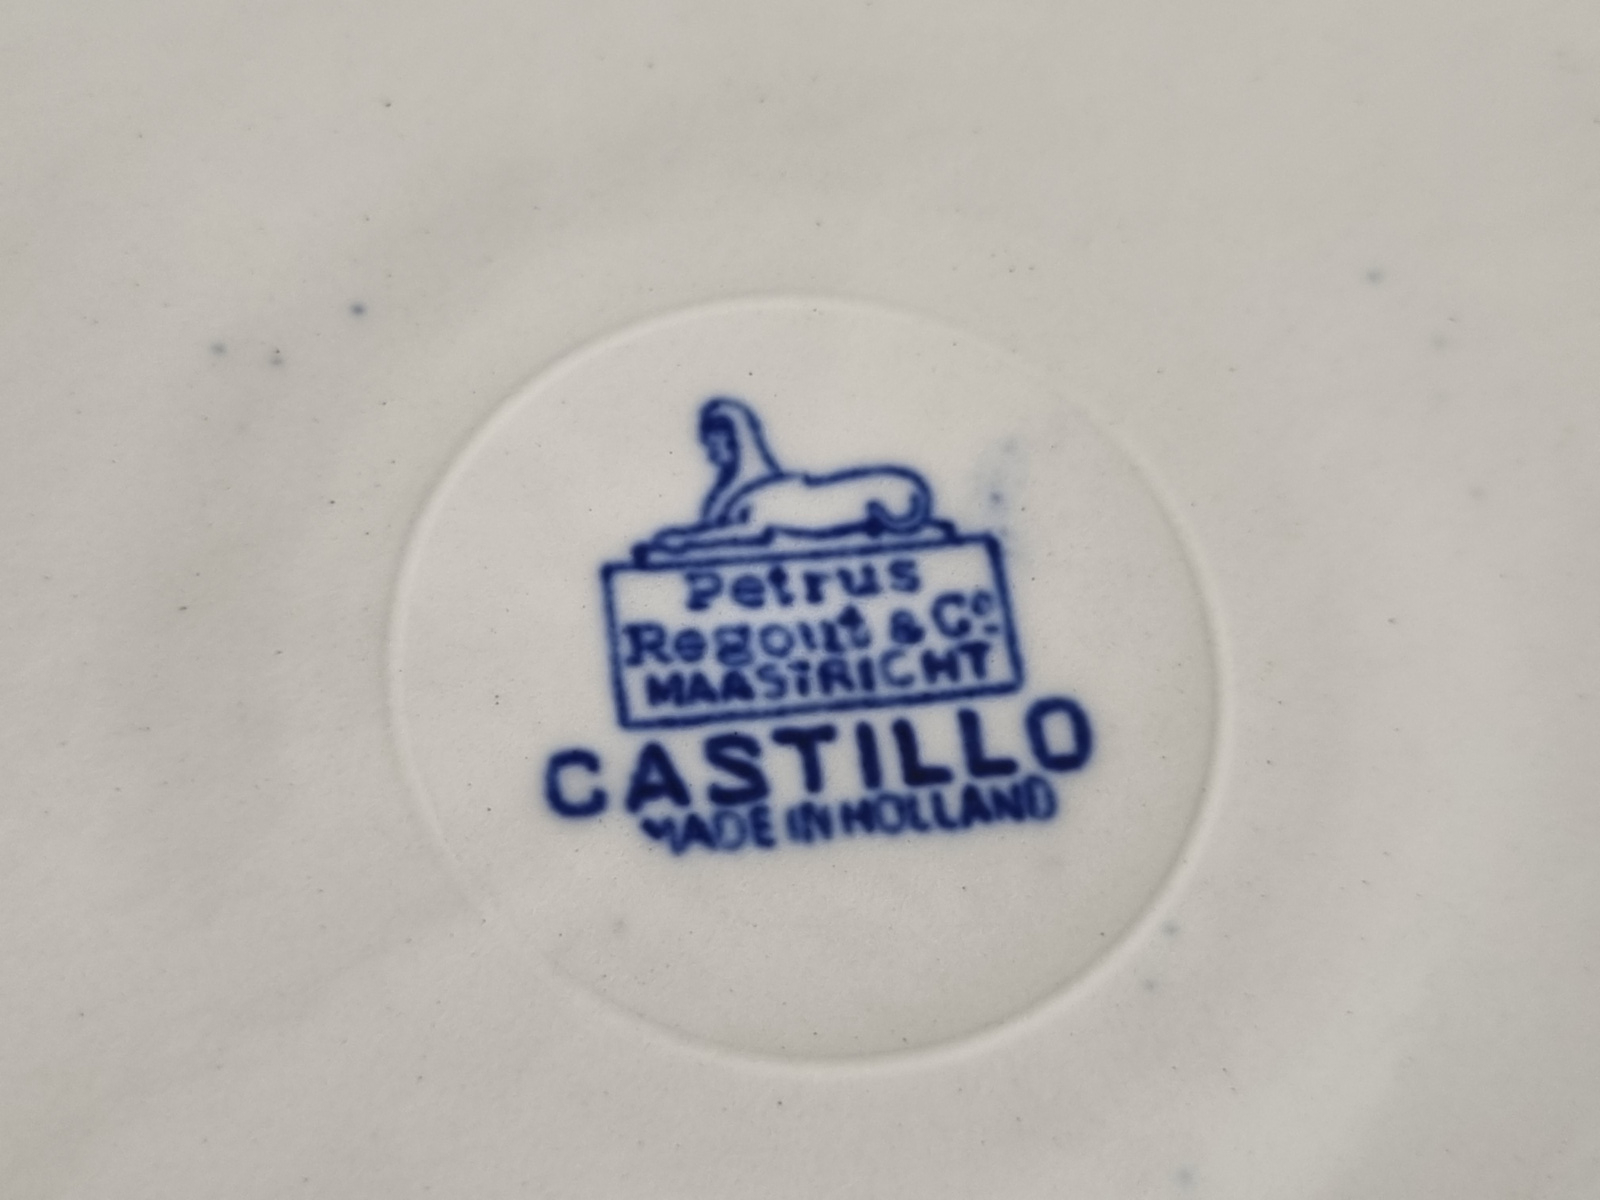 Petrus
Regout & Co
MAASTRICHT
CASTILLO
MADE IN HOLLAND